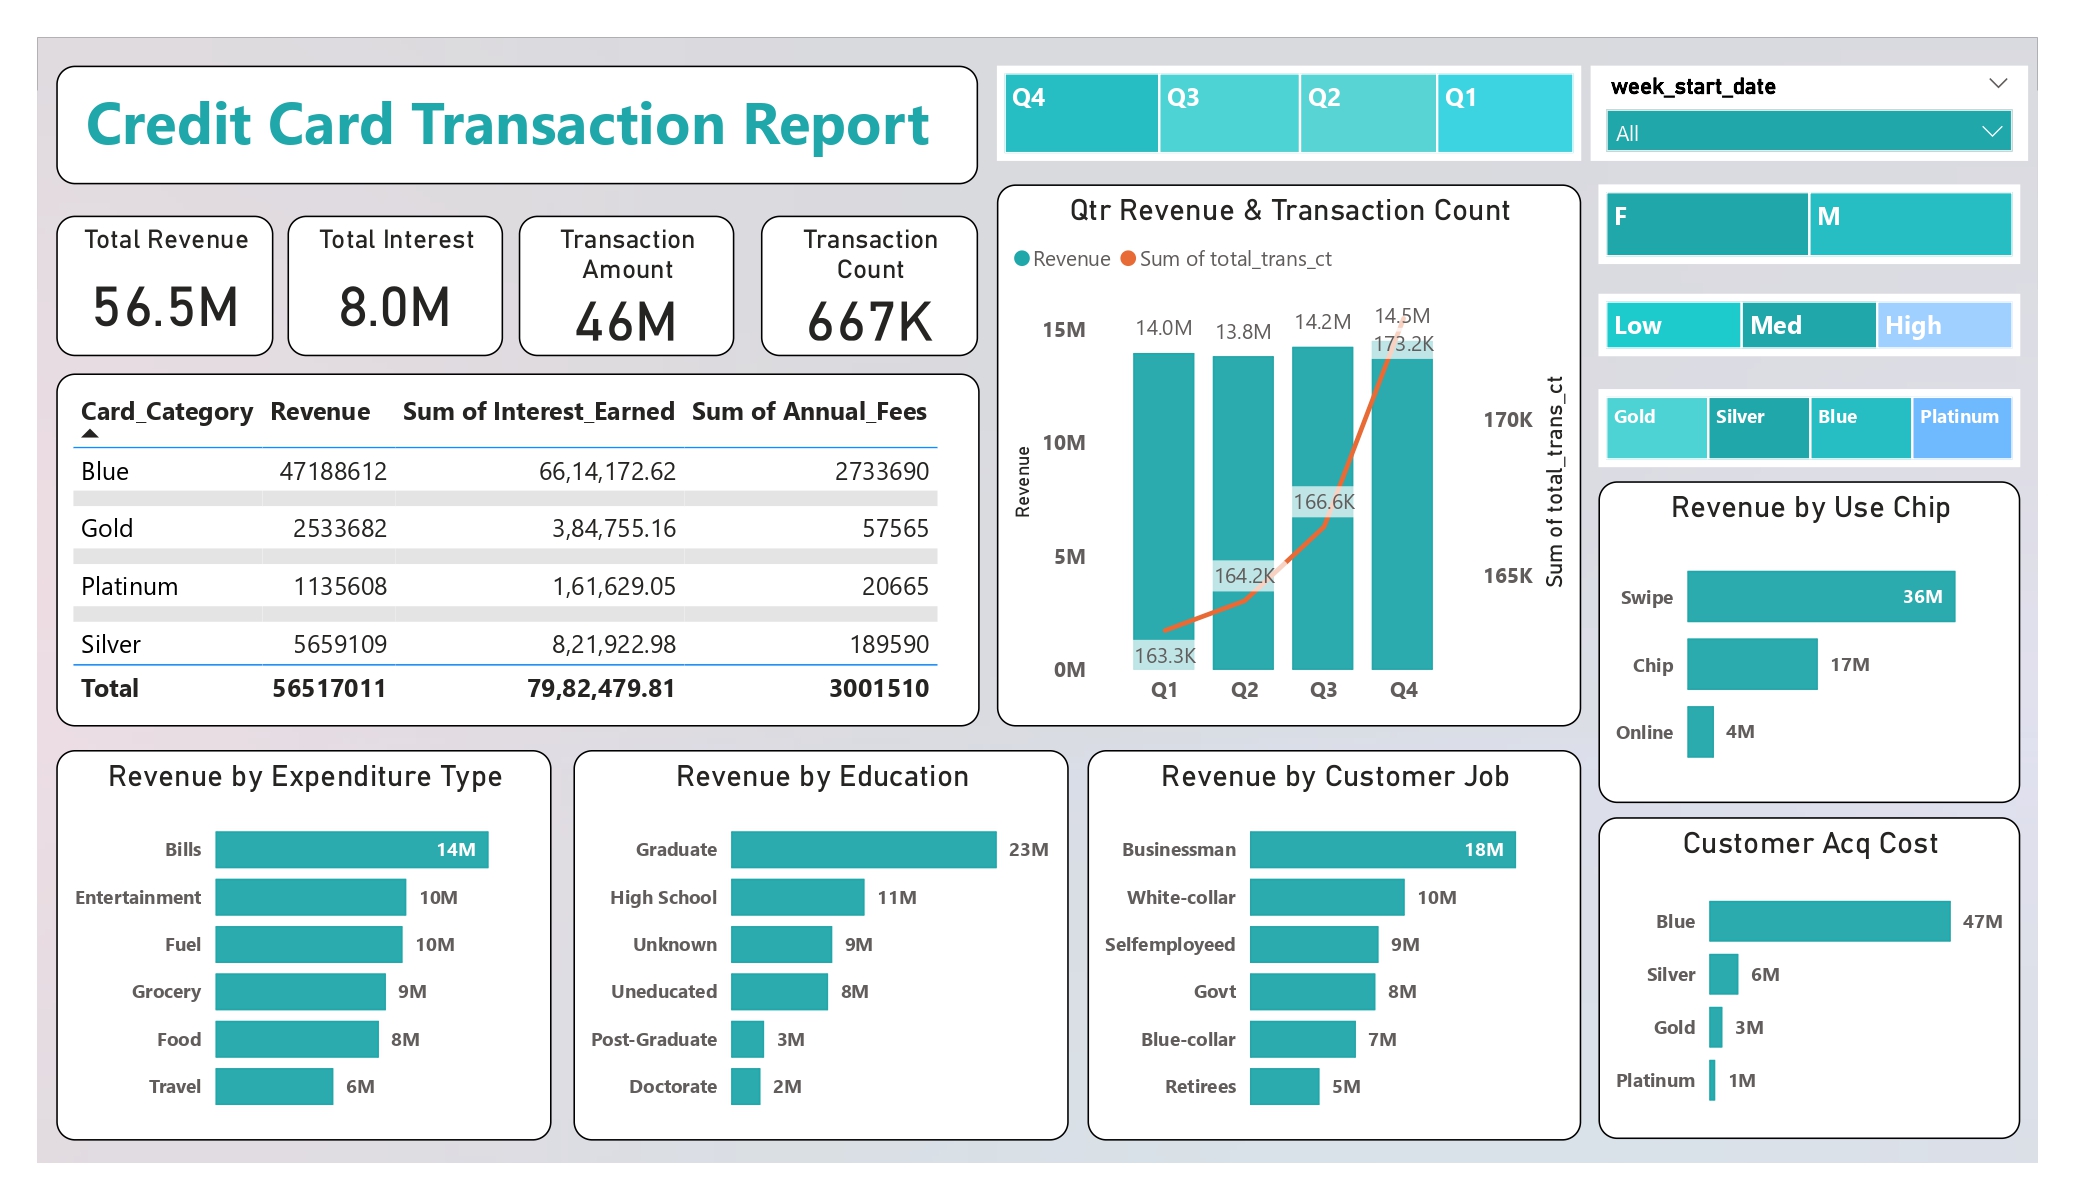 Credit Card Transaction Report
Q4 Q3 Q2 Q1
week_start_date
All
F M
Low Med High
Gold Silver Blue Platinum
Total Revenue
56.5M
Total Interest
8.0M
Transaction
Amount
46M
Transaction
Count
667K
Card_Category Revenue Sum of Interest_Earned Sum of Annual_Fees
Blue 47188612 66,14,172.62 2733690
Gold 2533682 3,84,755.16 57565
Platinum 1135608 1,61,629.05 20665
Silver 5659109 8,21,922.98 189590
Total 56517011 79,82,479.81 3001510
Qtr Revenue & Transaction Count
Revenue Sum of total_trans_ct
15M
10M
5M
0M
Revenue
14.0M 13.8M 14.2M 14.5M
163.3K 164.2K 166.6K 173.2K
170K
165K
Sum of total_trans_ct
Q1 Q2 Q3 Q4
Revenue by Use Chip
Swipe 36M
Chip 17M
Online 4M
Revenue by Expenditure Type
Bills 14M
Entertainment 10M
Fuel 10M
Grocery 9M
Food 8M
Travel 6M
Revenue by Education
Graduate 23M
High School 11M
Unknown 9M
Uneducated 8M
Post-Graduate 3M
Doctorate 2M
Revenue by Customer Job
Businessman 18M
White-collar 10M
Selfemployeed 9M
Govt 8M
Blue-collar 7M
Retirees 5M
Customer Acq Cost
Blue 47M
Silver 6M
Gold 3M
Platinum 1M